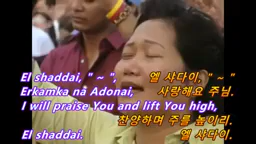 El shaddai, " ~ ", 엘 샤다이, " ~ "
Erkamka nā Adonai, 사랑해요 주님.
I will praise You and lift You high,
찬양하며 주를 높이리.
El shaddai. 엘 샤다이.